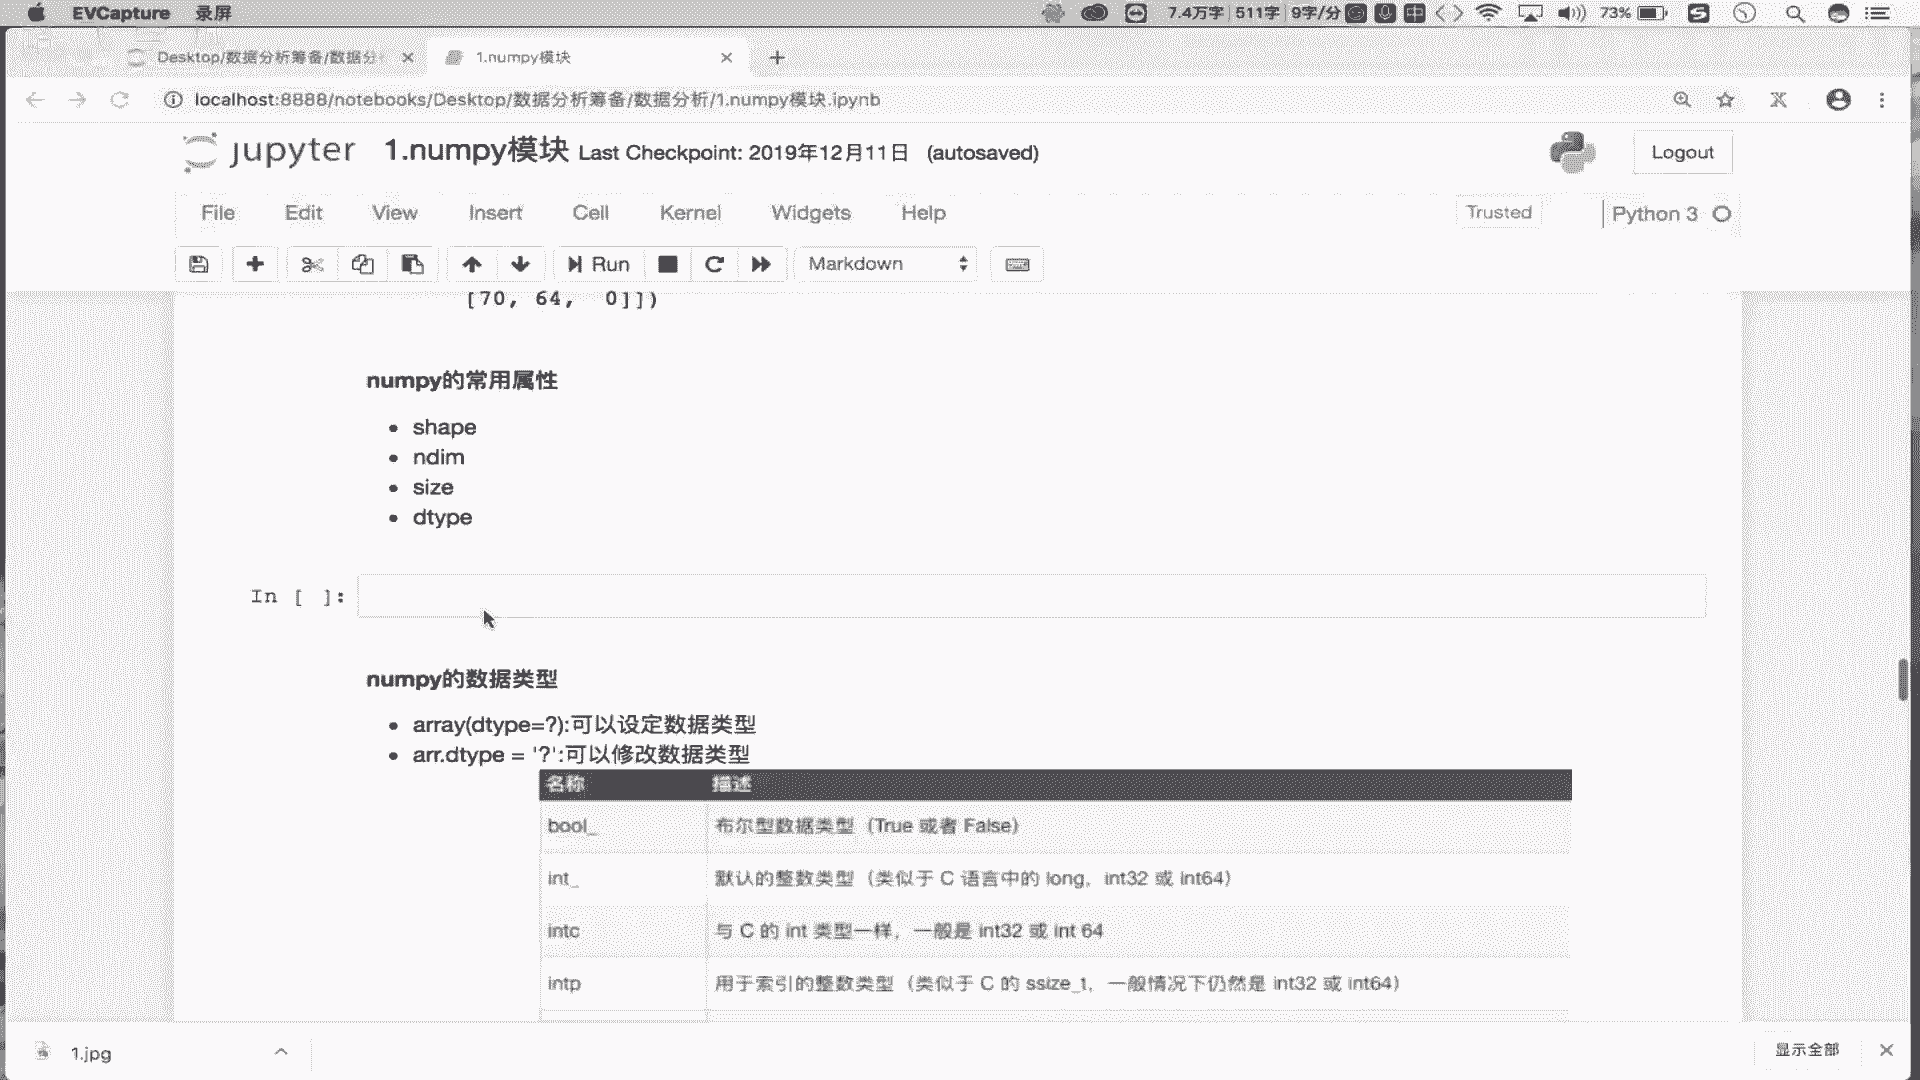 EVCapture 录屏 7.4万字 511字 9字/分 中 73%
Desktop/数据分析筹备/数据分 1.numpy模块
localhost:8888/notebooks/Desktop/数据分析筹备/数据分析/1.numpy模块.ipynb
jupyter 1.numpy模块 Last Checkpoint: 2019年12月11日 (autosaved) Logout
File Edit View Insert Cell Kernel Widgets Help Trusted Python 3
Run Markdown
[70, 64, 0]])
numpy的常用属性
shape
ndim
size
dtype
In [ ]:
numpy的数据类型
array(dtype=?):可以设定数据类型
arr.dtype = '?':可以修改数据类型
名称 描述
bool_ 布尔型数据类型（True 或者 False）
int_ 默认的整数类型（类似于 C 语言中的 long，int32 或 int64）
intc 与 C 的 int 类型一样，一般是 int32 或 int 64
intp 用于索引的整数类型（类似于 C 的 ssize_t，一般情况下仍然是 int32 或 int64）
1.jpg 显示全部